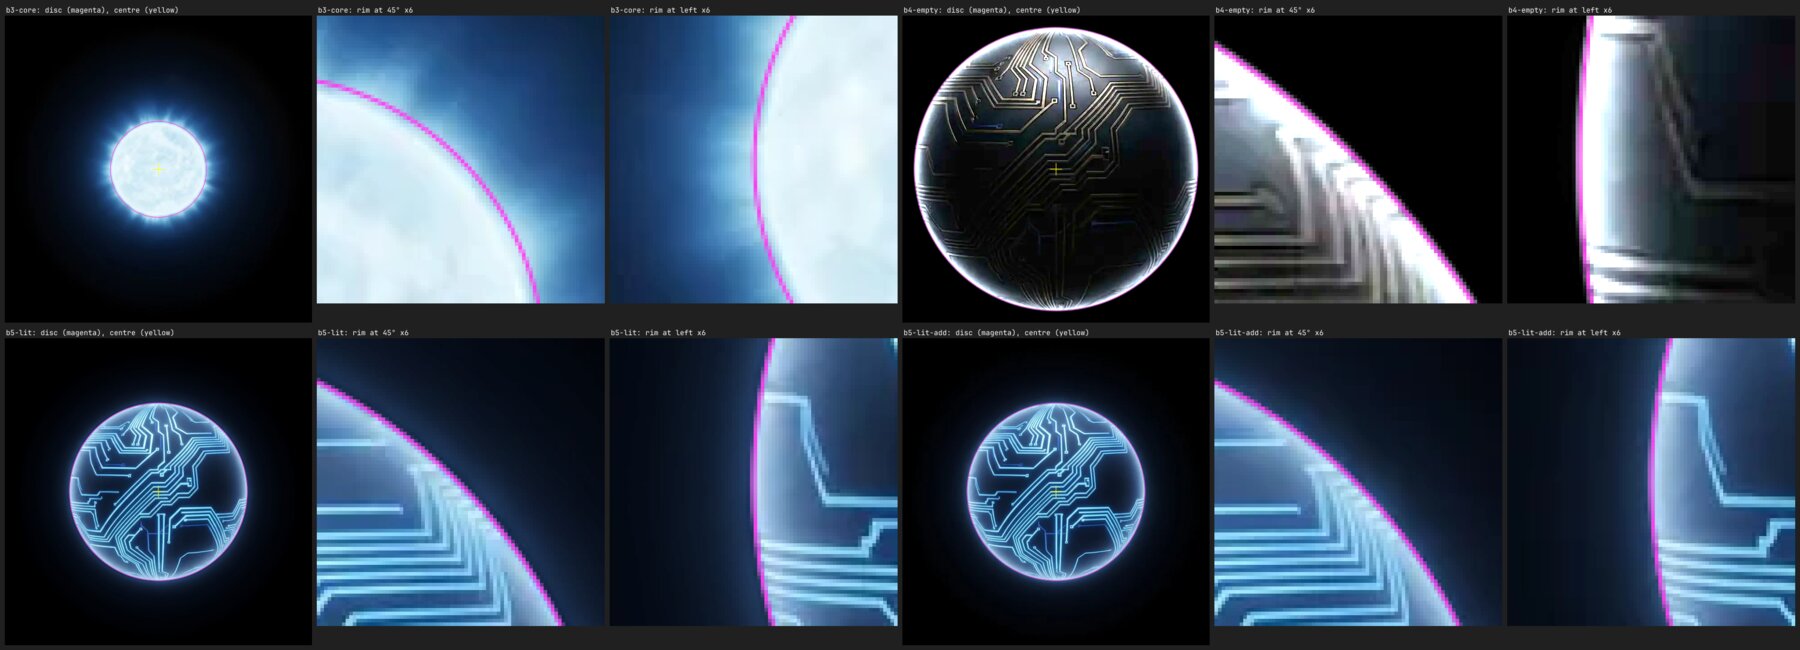 b3-core: disc (magenta), centre (yellow)
b3-core: rim at 45° x6
b3-core: rim at left x6
b4-empty: disc (magenta), centre (yellow)
b4-empty: rim at 45° x6
b4-empty: rim at left x6
b5-lit: disc (magenta), centre (yellow)
b5-lit: rim at 45° x6
b5-lit: rim at left x6
b5-lit-add: disc (magenta), centre (yellow)
b5-lit-add: rim at 45° x6
b5-lit-add: rim at left x6